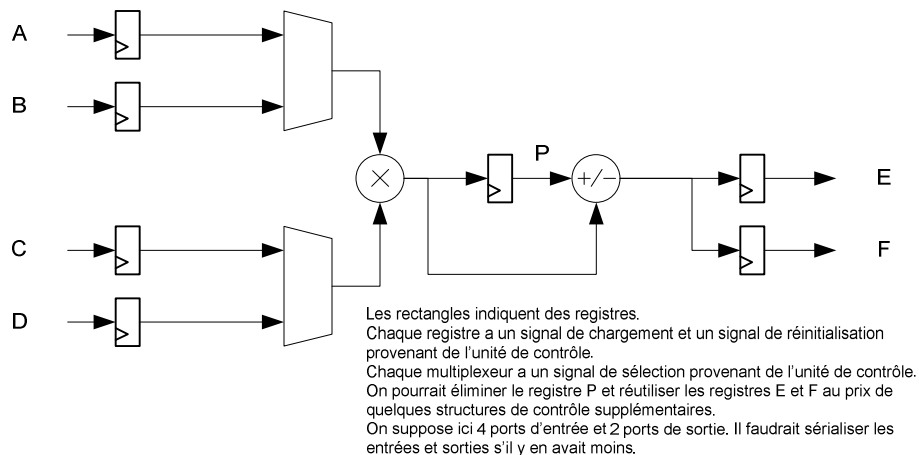 A
B
C
D
×
P
+/−
E
F
Les rectangles indiquent des registres.
Chaque registre a un signal de chargement et un signal de réinitialisation
provenant de l'unité de contrôle.
Chaque multiplexeur a un signal de sélection provenant de l'unité de contrôle.
On pourrait éliminer le registre P et réutiliser les registres E et F au prix de
quelques structures de contrôle supplémentaires.
On suppose ici 4 ports d'entrée et 2 ports de sortie. Il faudrait sérialiser les
entrées et sorties s'il y en avait moins.